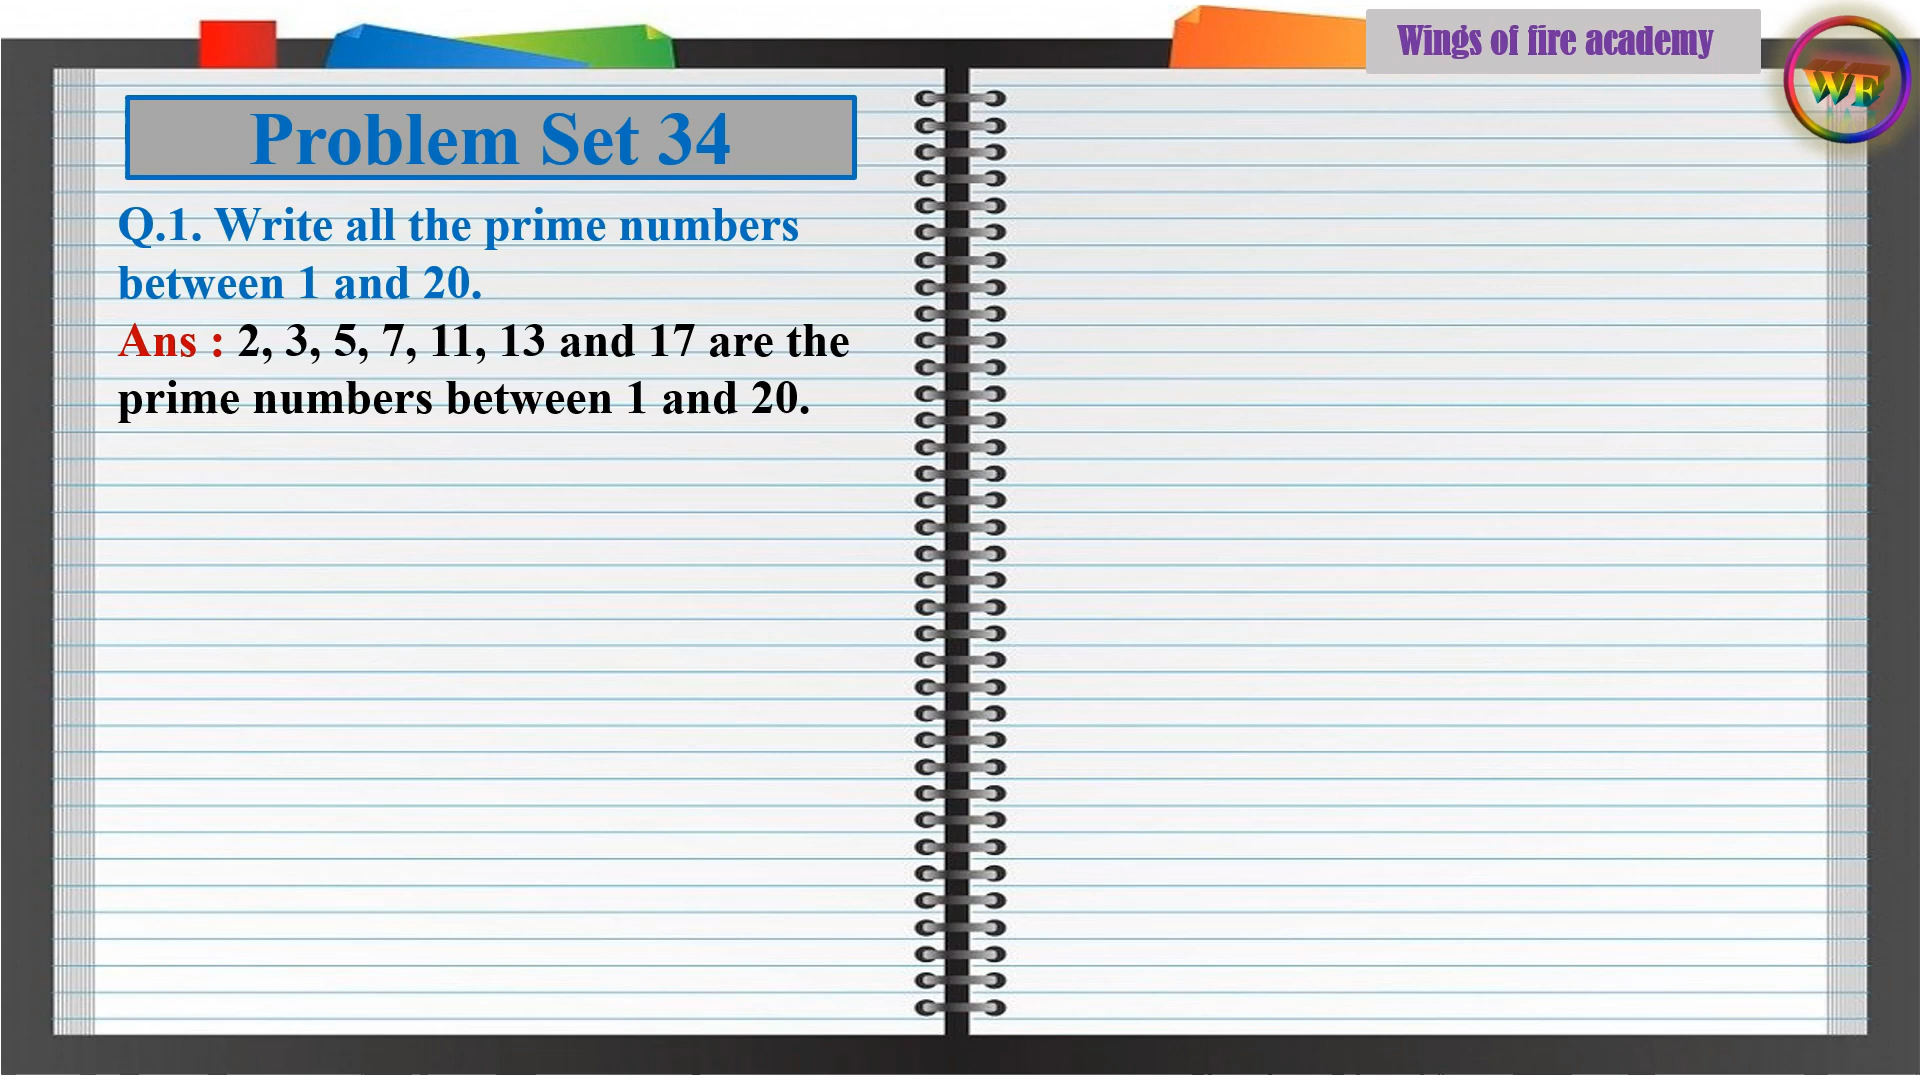 Wings of fire academy
WF
Problem Set 34
Q.1. Write all the prime numbers
between 1 and 20.
Ans : 2, 3, 5, 7, 11, 13 and 17 are the
prime numbers between 1 and 20.